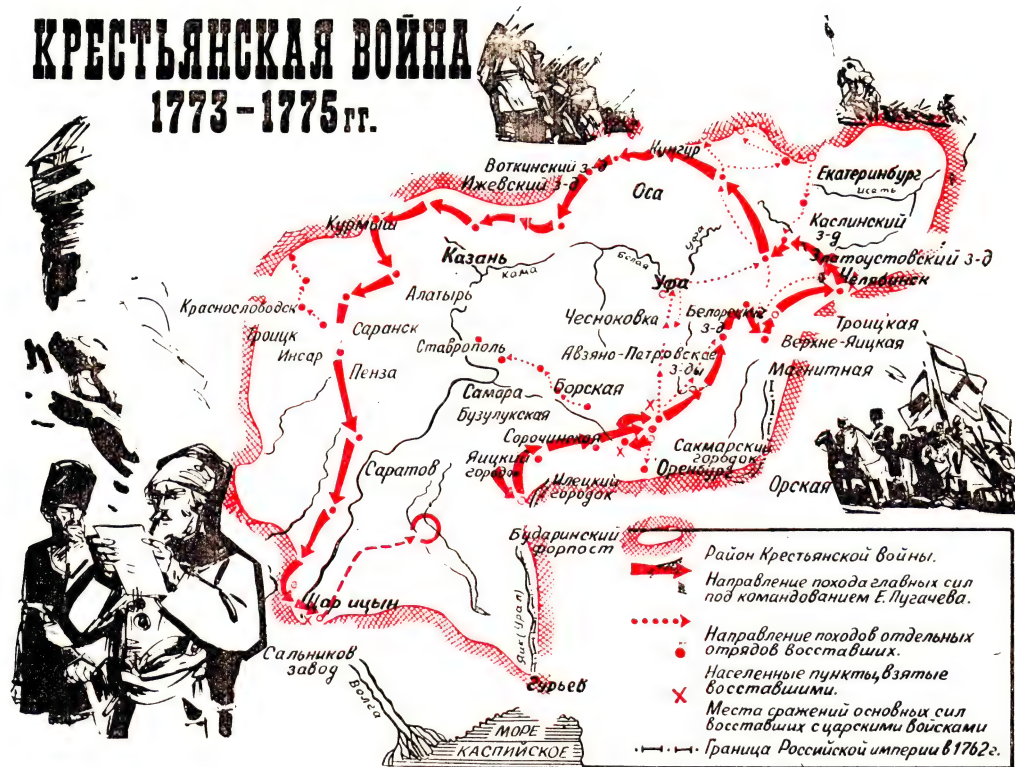 КРЕСТЬЯНСКАЯ ВОЙНА
1773-1775 гг.
Кунгур
Воткинский з-д
Ижевский з-д
Оса
Екатеринбург
Исеть
Курмыш
Каслинский
з-д
Казань
Кама
Белая
Уфа
Златоустовский з-д
Уфа
Челябинск
Алатырь
Краснослободск
Чесноковка
Белорецкий
з-д
Троицкая
Троицк
Саранск
Ставрополь
Верхне-Яицкая
Инсар
Авзяно-Петровские
з-ды
Пенза
Магнитная
Самара
Борская
Бузулукская
Сорочинская
Сакмарский
городок
Яицкий
городок
Саратов
Оренбург
Илецкий
городок
Орская
Бударинский
форпост
Район Крестьянской Войны.
Направление похода главных сил
под командованием Е. Пугачева.
Царицын
Яик (Урал)
Направление походов отдельных
отрядов восставших.
Сальников
завод
Населенные пункты, взятые
восставшими.
Гурьев
Волга
Места сражений основных сил
восставших с царскими войсками
МОРЕ
КАСПИЙСКОЕ
Граница Российской империи в 1762 г.